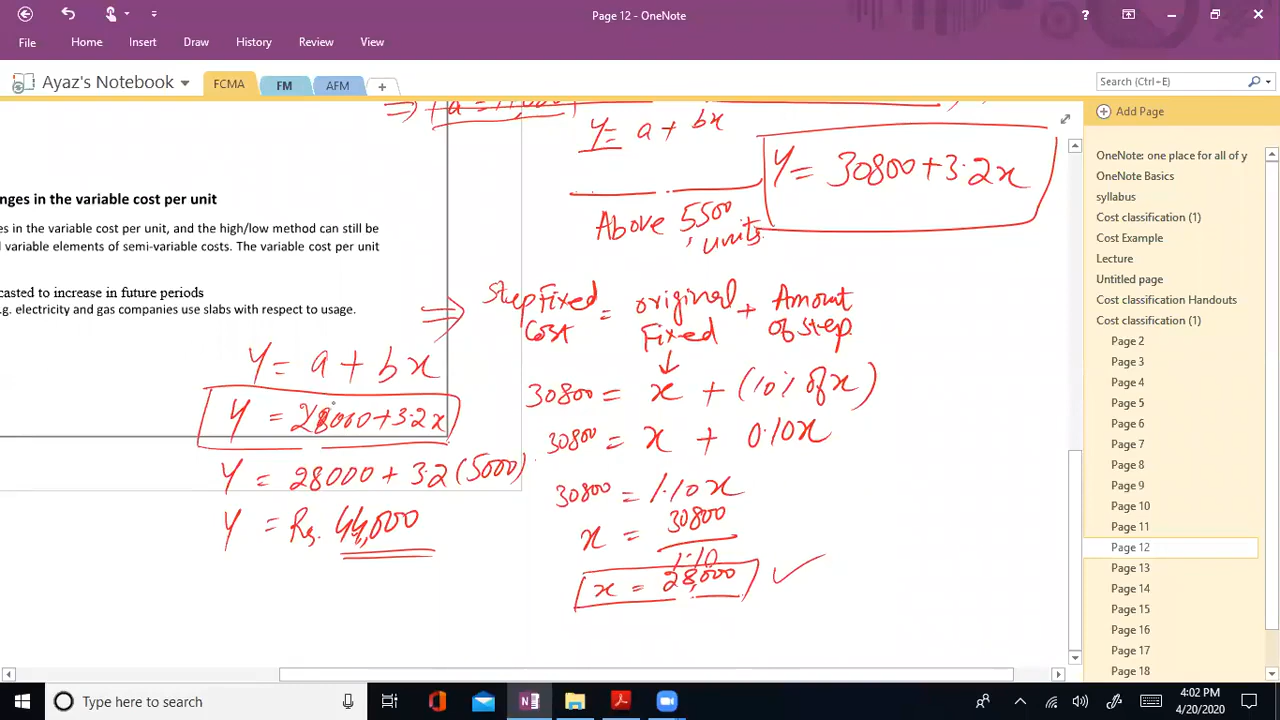 Page 12 - OneNote
File Home Insert Draw History Review View
Ayaz's Notebook FCMA FM AFM
Search (Ctrl+E)
Add Page
OneNote: one place for all of y
OneNote Basics
syllabus
Cost classification (1)
Cost Example
Lecture
Untitled page
Cost classification Handouts
Cost classification (1)
Page 2
Page 3
Page 4
Page 5
Page 6
Page 7
Page 8
Page 9
Page 10
Page 11
Page 12
Page 13
Page 14
Page 15
Page 16
Page 17
Page 18
nges in the variable cost per unit
es in the variable cost per unit, and the high/low method can still be
l variable elements of semi-variable costs. The variable cost per unit
casted to increase in future periods
e.g. electricity and gas companies use slabs with respect to usage.
Y = a + bx
Y = 28000 + 3.2x
Y = 28000 + 3.2 (5000)
Y = Rs. 44,000
Y = a + bx
Y = 30800 + 3.2x
Above 5500 units
⇒ Step Fixed Cost = original Fixed + Amount of step
30800 = x + (10% of x)
30800 = x + 0.10x
30800 = 1.10x
x = 30800
1.10
x = 28,000 ✓
Type here to search
4:02 PM
4/20/2020